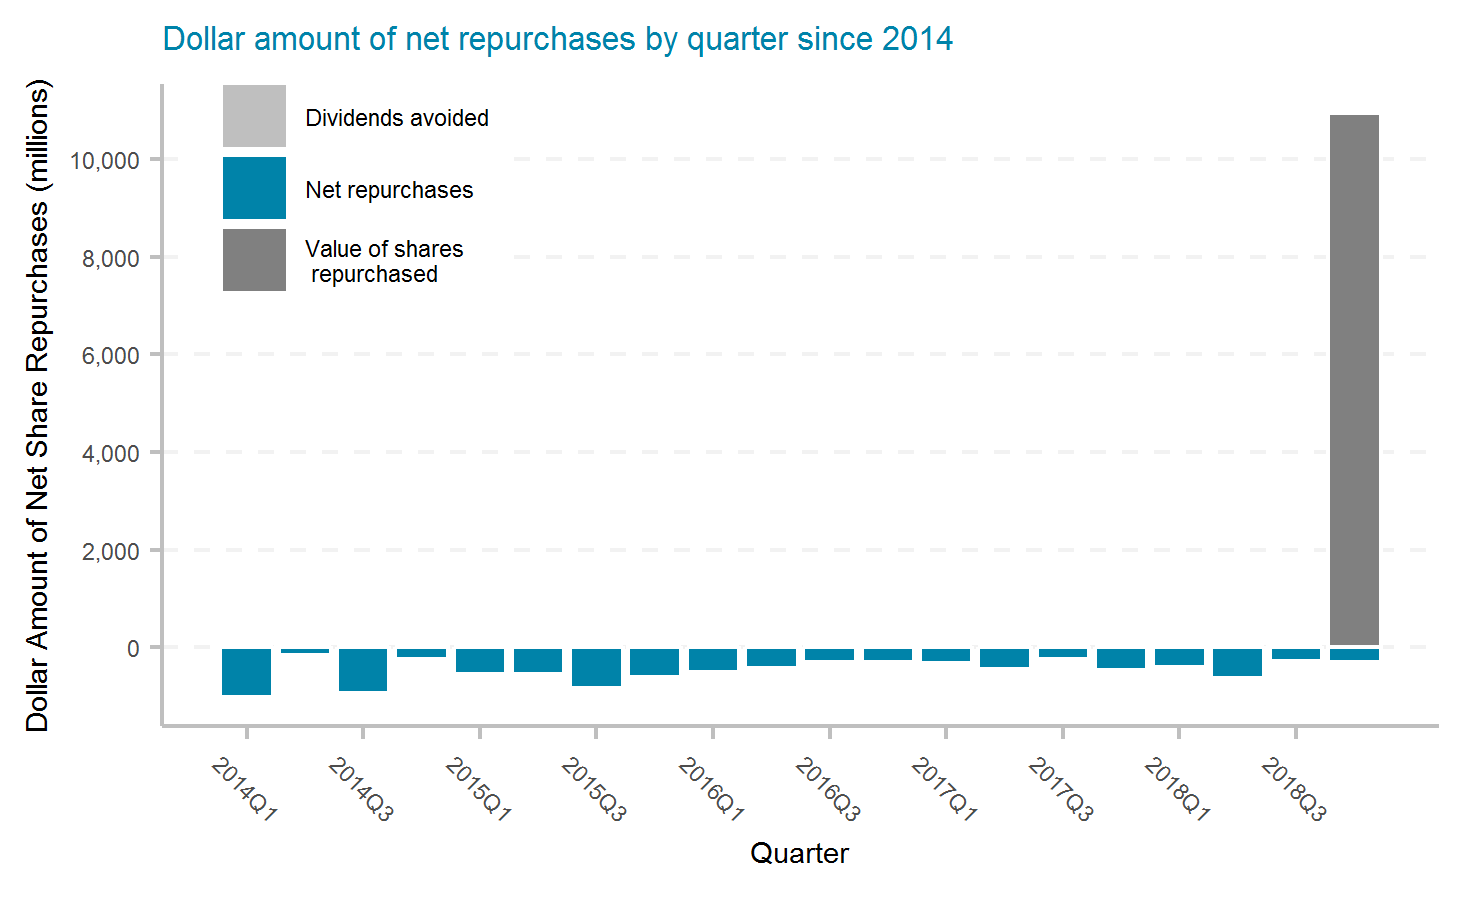 Dollar amount of net repurchases by quarter since 2014
Dollar Amount of Net Share Repurchases (millions)
Dividends avoided
Net repurchases
Value of shares
repurchased
10,000
8,000
6,000
4,000
2,000
0
2014Q1
2014Q3
2015Q1
2015Q3
2016Q1
2016Q3
2017Q1
2017Q3
2018Q1
2018Q3
Quarter